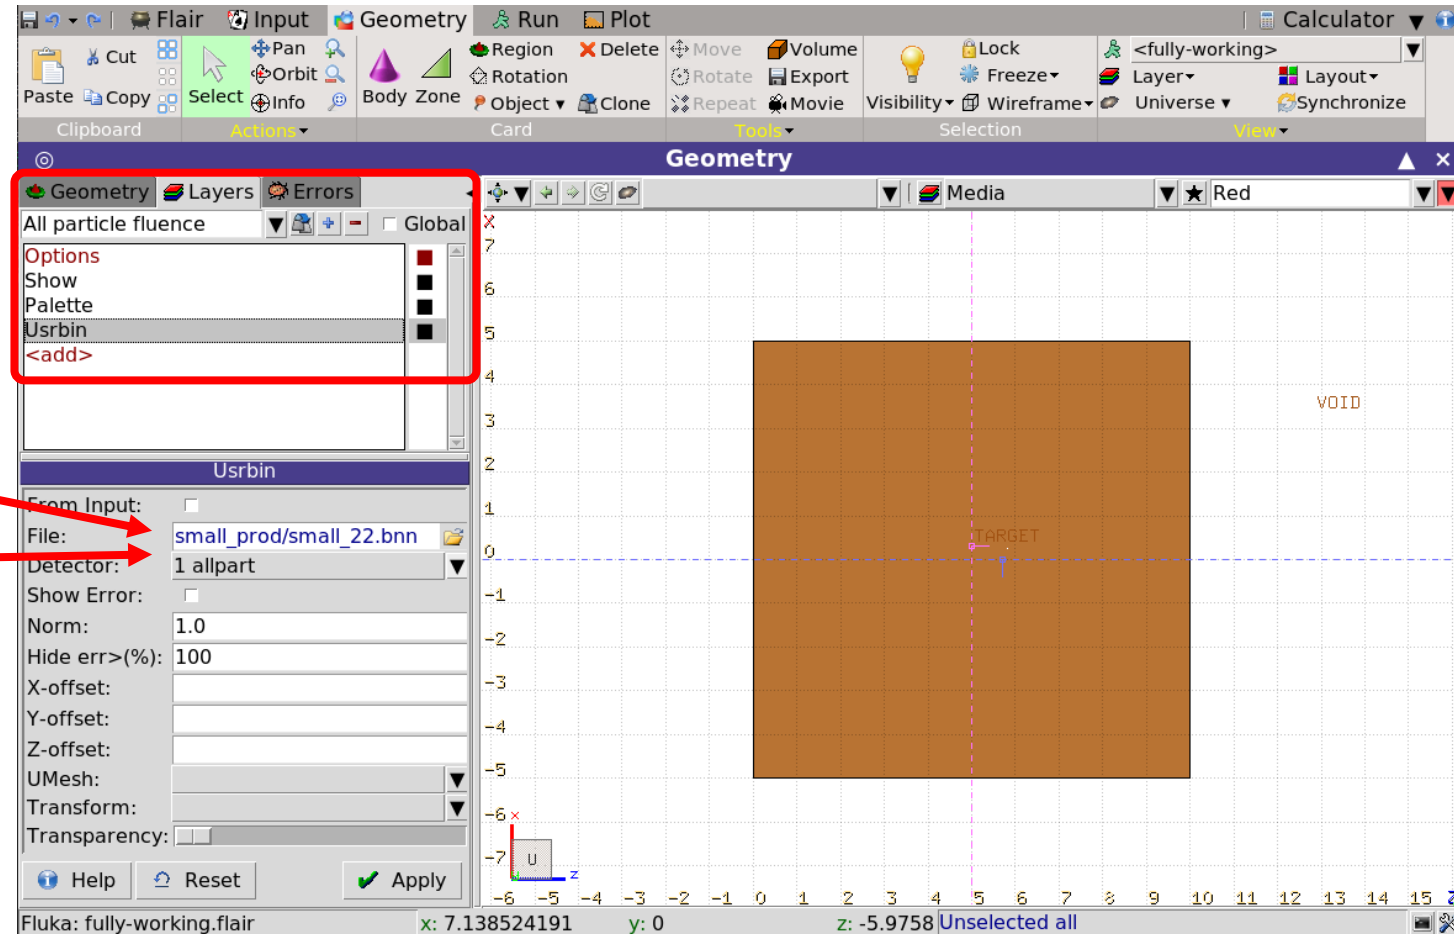 Flair Input Geometry Run Plot Calculator
Cut Pan Region Delete Move Volume Lock <fully-working>
Orbit Rotation Rotate Export Freeze Layer Layout
Paste Copy Select Info Body Zone Object Clone Repeat Movie Visibility Wireframe Universe Synchronize
Clipboard Actions Card Tools Selection View
Geometry
Geometry Layers Errors Media Red
All particle fluence Global
Options
Show
Palette
Usrbin
<add>
Usrbin
From Input:
File: small_prod/small_22.bnn
Detector: 1 allpart
Show Error:
Norm: 1.0
Hide err>(%): 100
X-offset:
Y-offset:
Z-offset:
UMesh:
Transform:
Transparency:
Help Reset Apply
X
7
6
5
4
3
2
1
0
-1
-2
-3
-4
-5
-6
-7
VOID
TARGET
x
U
z
-6 -5 -4 -3 -2 -1 0 1 2 3 4 5 6 7 8 9 10 11 12 13 14 15 Z
Fluka: fully-working.flair x: 7.138524191 y: 0 z: -5.9758 Unselected all